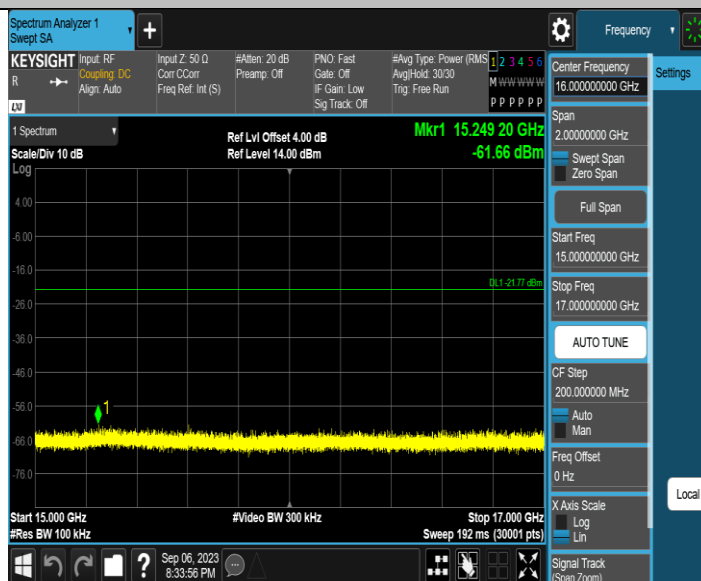 Spectrum Analyzer 1
Swept SA
Frequency
KEYSIGHT
R
LXI
Input: RF
Coupling: DC
Align: Auto
Input Z: 50 Ω
Corr CCorr
Freq Ref: Int (S)
#Atten: 20 dB
Preamp: Off
PNO: Fast
Gate: Off
IF Gain: Low
Sig Track: Off
#Avg Type: Power (RMS
Avg|Hold: 30/30
Trig: Free Run
1 2 3 4 5 6
M W W W W W
P P P P P P
1 Spectrum
Scale/Div 10 dB
Ref Lvl Offset 4.00 dB
Ref Level 14.00 dBm
Mkr1 15.249 20 GHz
-61.66 dBm
Log
4.00
-6.00
-16.0
DL1 -21.77 dBm
-26.0
-36.0
-46.0
-56.0
1
-66.0
-76.0
Start 15.000 GHz
#Res BW 100 kHz
#Video BW 300 kHz
Stop 17.000 GHz
Sweep 192 ms (30001 pts)
?
Sep 06, 2023
8:33:56 PM
Center Frequency
16.000000000 GHz
Span
2.00000000 GHz
Swept Span
Zero Span
Full Span
Start Freq
15.000000000 GHz
Stop Freq
17.000000000 GHz
AUTO TUNE
CF Step
200.000000 MHz
Auto
Man
Freq Offset
0 Hz
X Axis Scale
Log
Lin
Signal Track
(Span Zoom)
Settings
Local